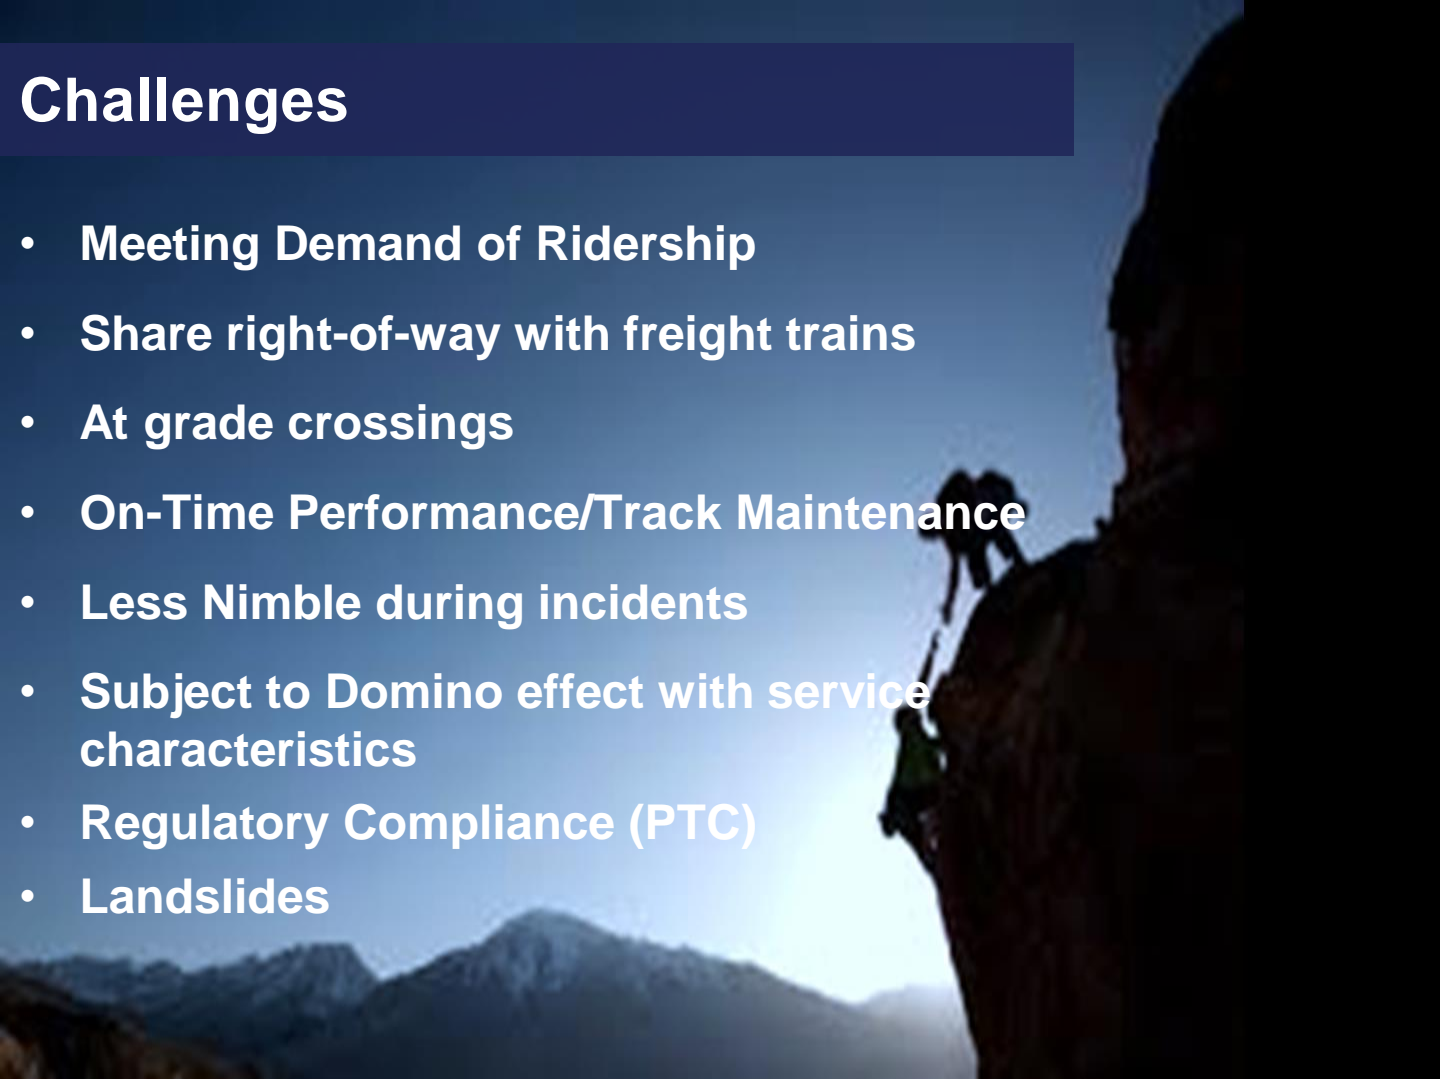 Challenges
• Meeting Demand of Ridership
• Share right-of-way with freight trains
• At grade crossings
• On-Time Performance/Track Maintenance
• Less Nimble during incidents
• Subject to Domino effect with service
characteristics
• Regulatory Compliance (PTC)
• Landslides